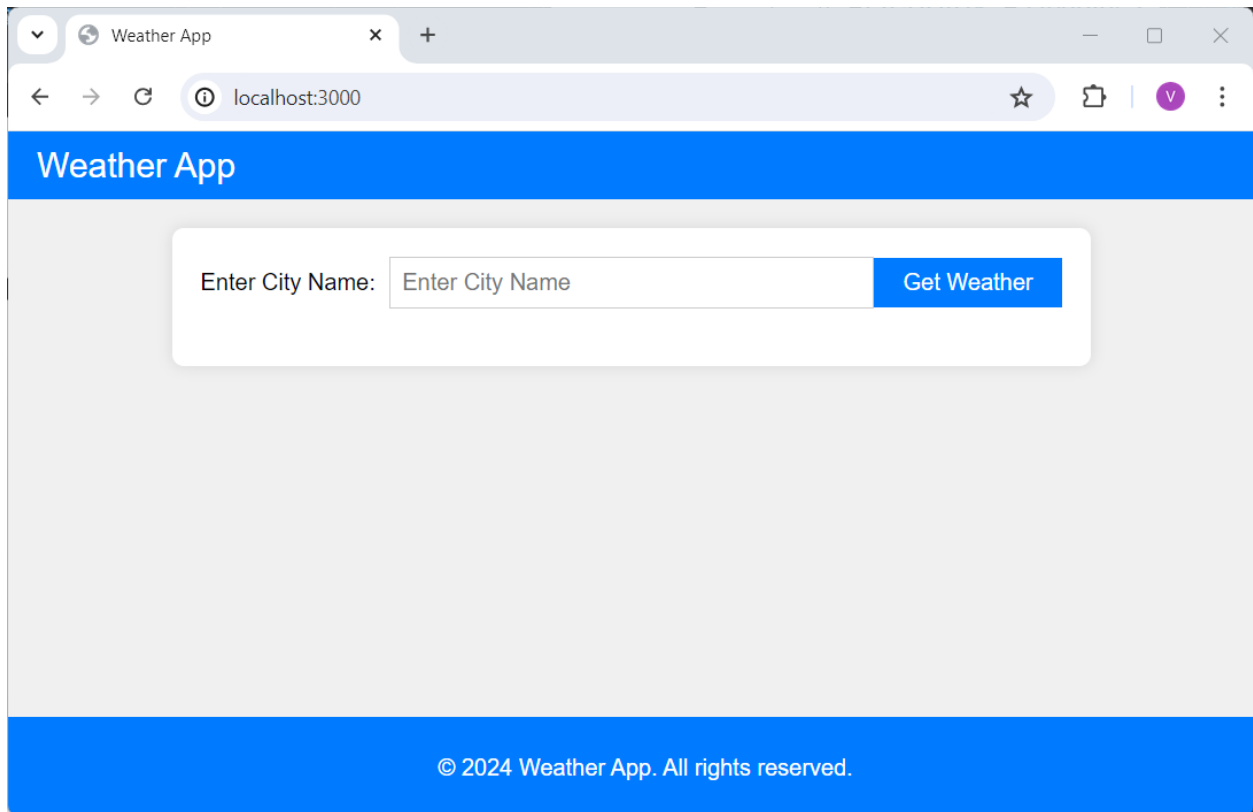 Weather App
localhost:3000
V
Weather App
Enter City Name: Enter City Name Get Weather
© 2024 Weather App. All rights reserved.